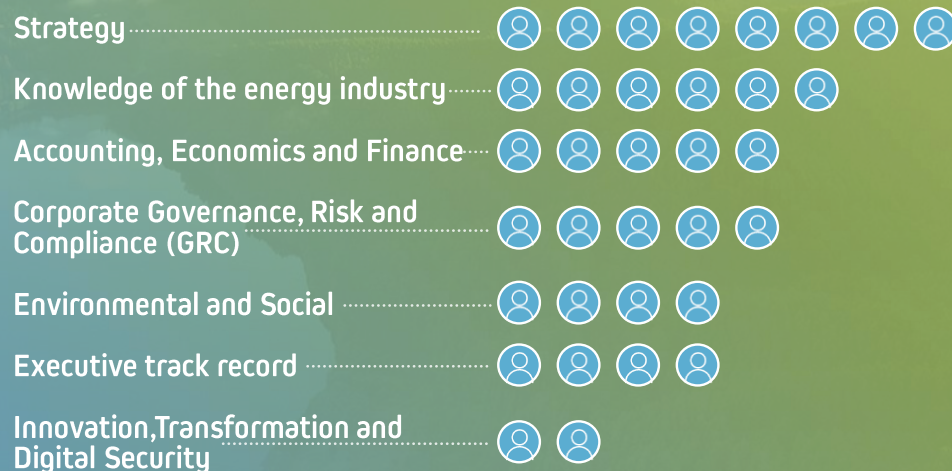 Strategy
Knowledge of the energy industry
Accounting, Economics and Finance
Corporate Governance, Risk and
Compliance (GRC)
Environmental and Social
Executive track record
Innovation,Transformation and
Digital Security